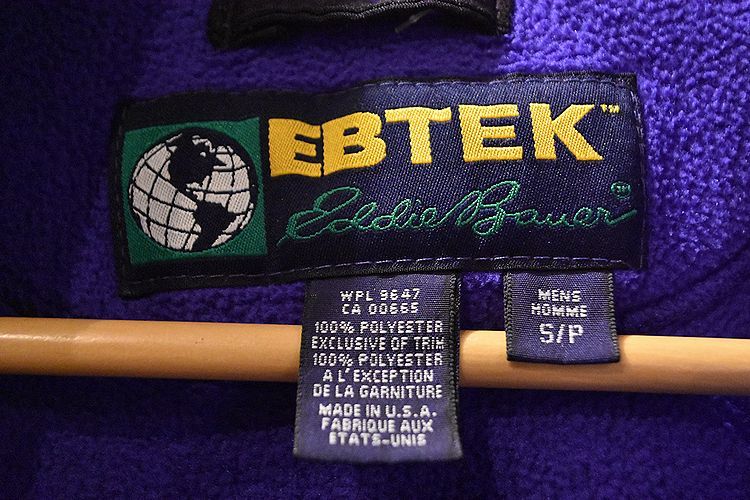 EBTEK™
Eddie Bauer™
WPL 9647
CA 00665
100% POLYESTER
EXCLUSIVE OF TRIM
100% POLYESTER
A L'EXCEPTION
DE LA GARNITURE
MADE IN U.S.A.
FABRIQUE AUX
ETATS-UNIS
MENS
HOMME
S/P